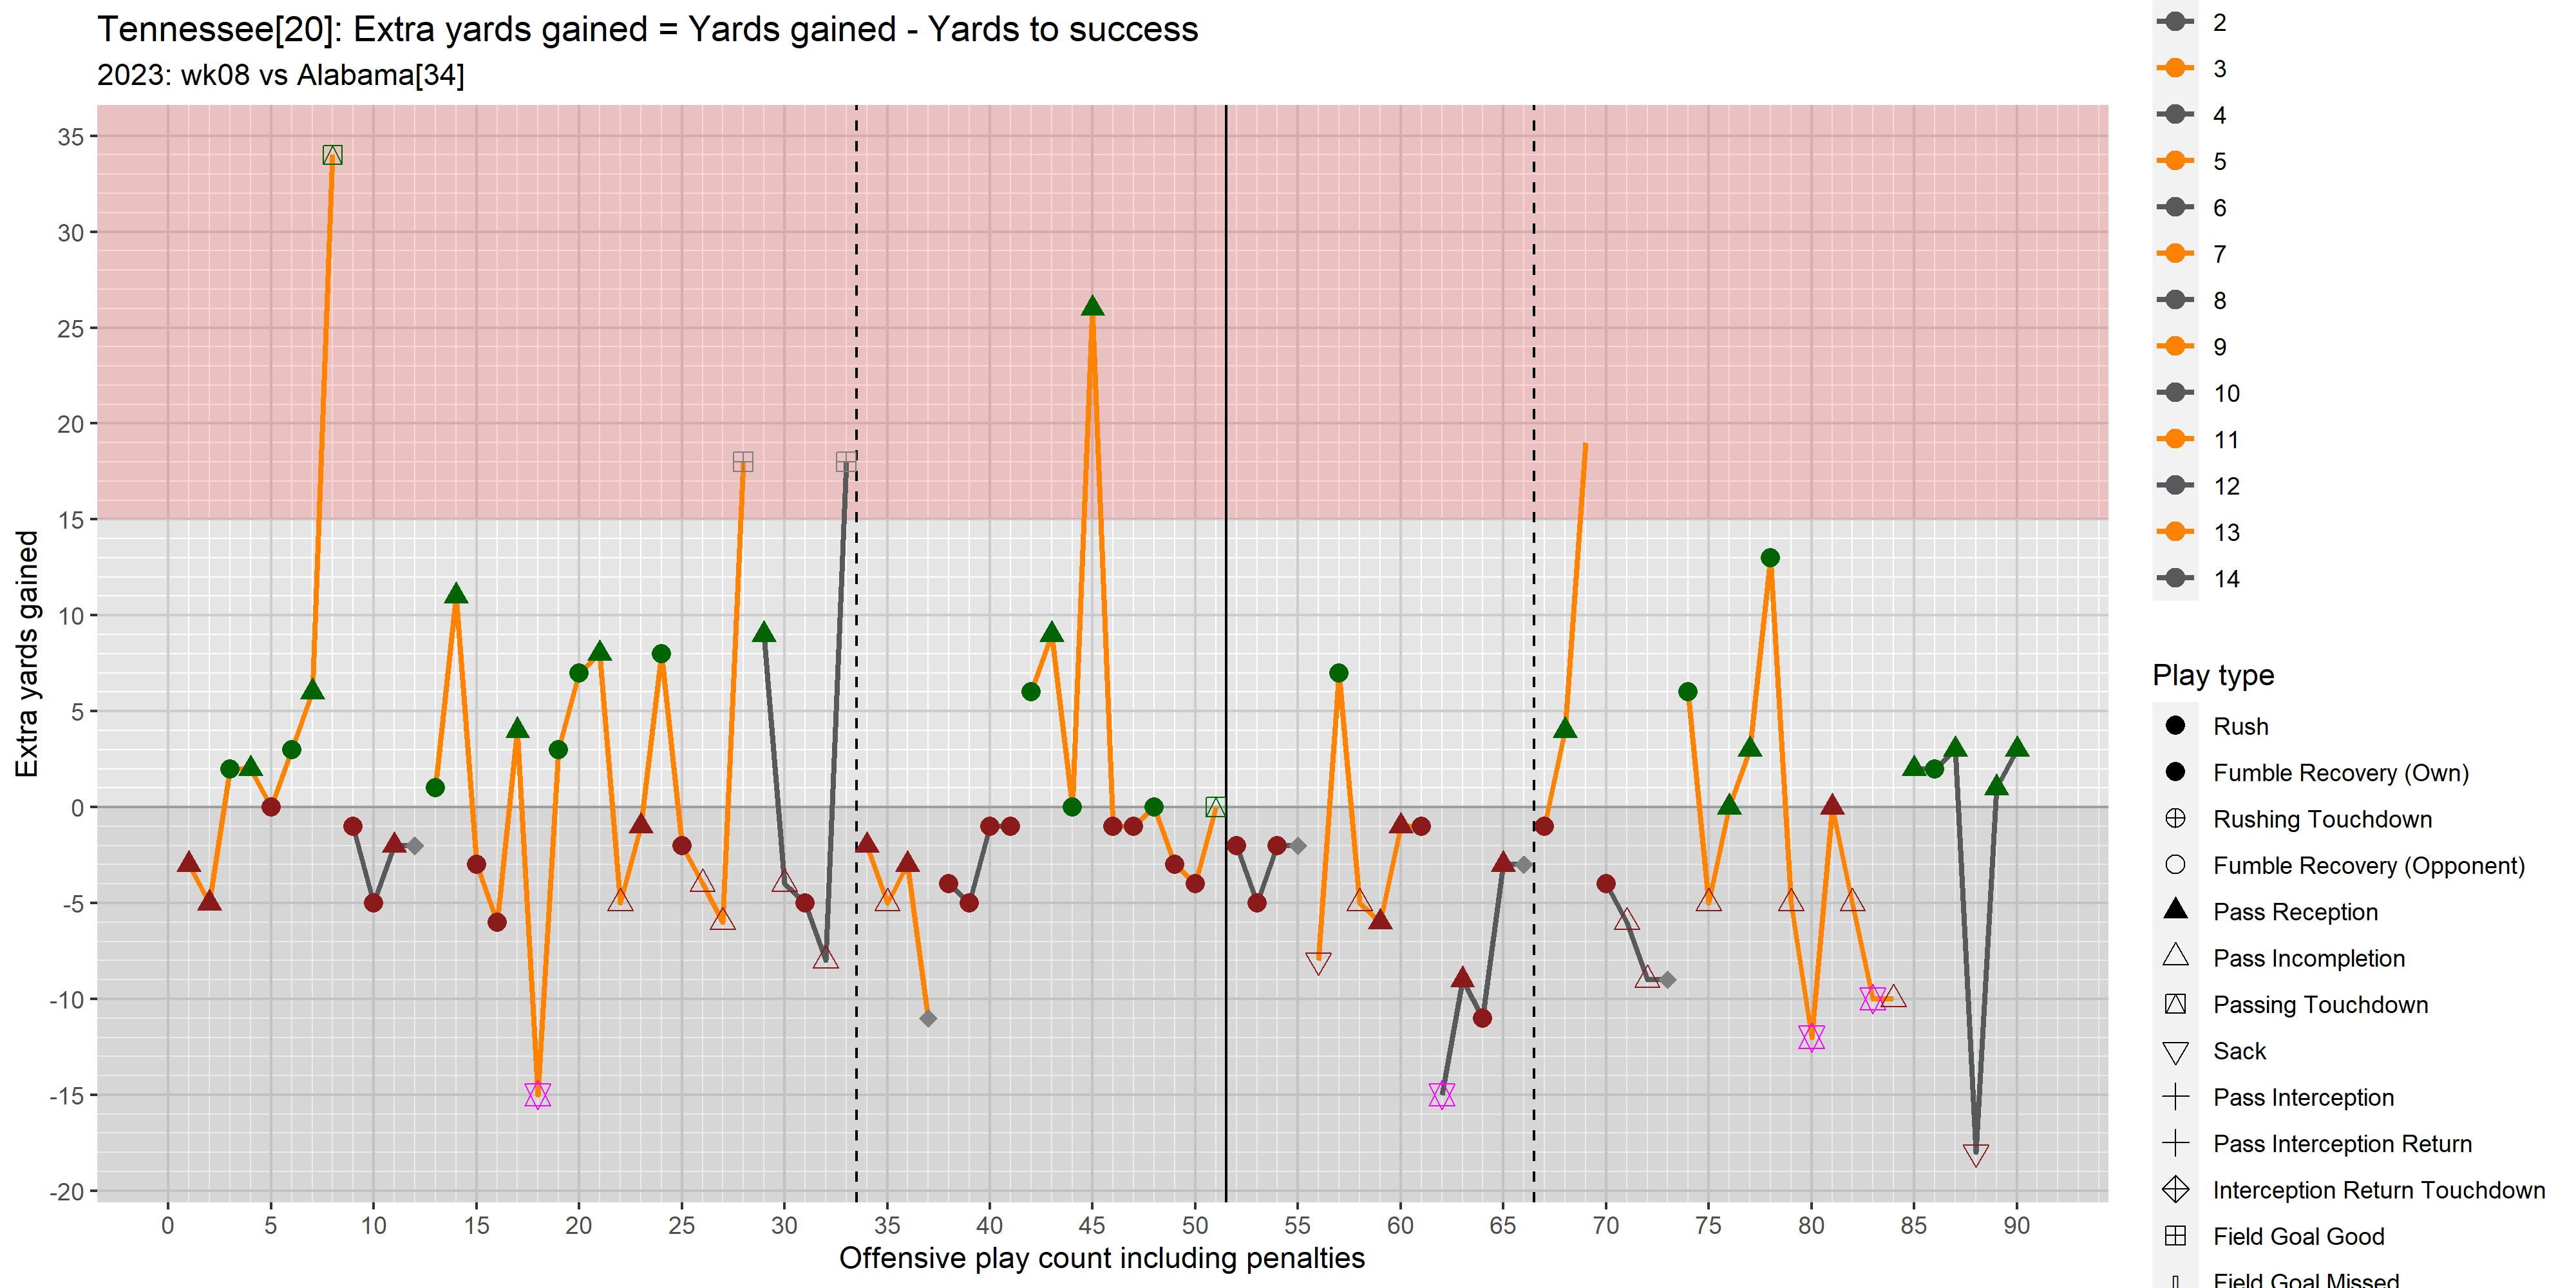 Tennessee[20]: Extra yards gained = Yards gained - Yards to success
2023: wk08 vs Alabama[34]
Extra yards gained
35
30
25
20
15
10
5
0
-5
-10
-15
-20
0 5 10 15 20 25 30 35 40 45 50 55 60 65 70 75 80 85 90
Offensive play count including penalties
2
3
4
5
6
7
8
9
10
11
12
13
14
Play type
Rush
Fumble Recovery (Own)
Rushing Touchdown
Fumble Recovery (Opponent)
Pass Reception
Pass Incompletion
Passing Touchdown
Sack
Pass Interception
Pass Interception Return
Interception Return Touchdown
Field Goal Good
Field Goal Missed